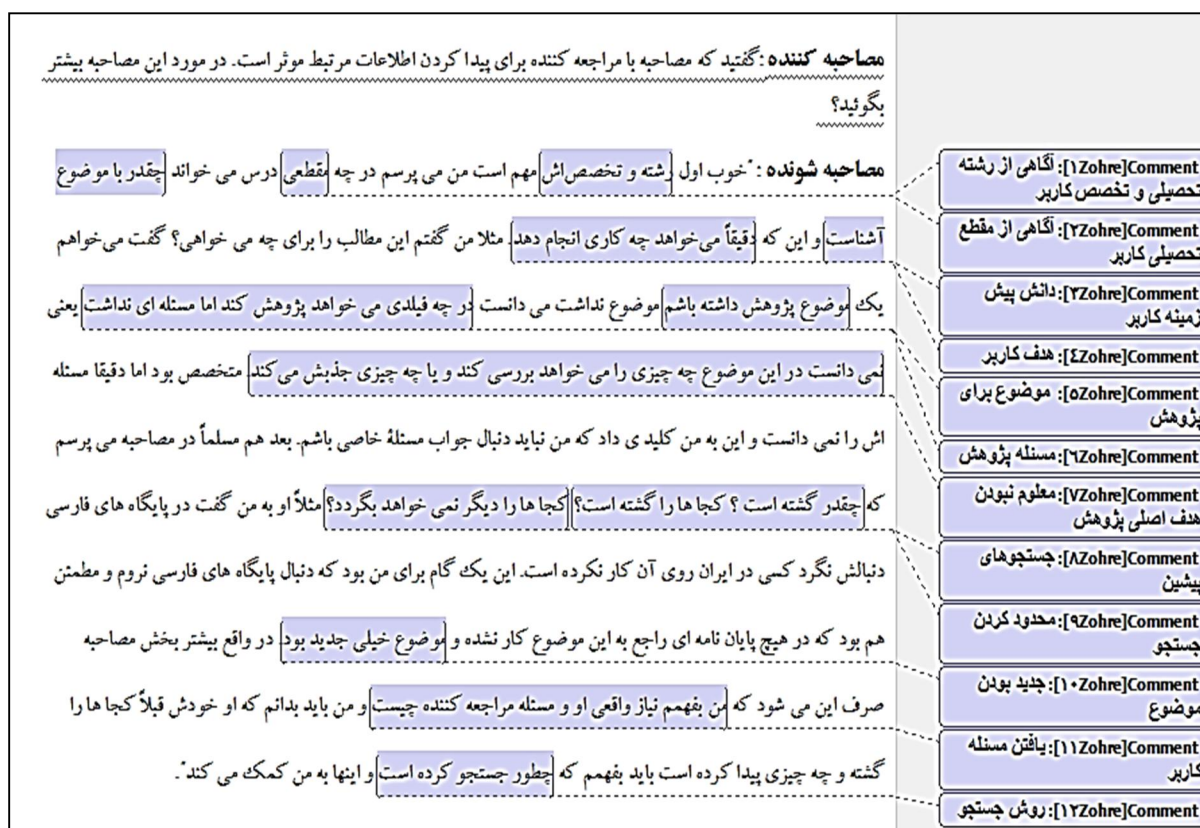 مصاحبه کننده :گفتید که مصاحبه با مراجعه کننده برای پیدا کردن اطلاعات مرتبط موثر است. در مورد این مصاحبه بیشتر
بگوئید؟
مصاحبه شونده :"خوب اول رشته و تخصص‌اش مهم است من می پرسم در چه مقطعی درس می خواند چقدر با موضوع
آشناست و این که دقیقاً می‌خواهد چه کاری انجام دهد. مثلا من گفتم این مطالب را برای چه می خواهی؟ گفت می‌خواهم
یک موضوع پژوهش داشته باشم موضوع نداشت می دانست در چه فیلدی می خواهد پژوهش کند اما مسئله ای نداشت یعنی
نمی دانست در این موضوع چه چیزی را می خواهد بررسی کند و یا چه چیزی جذبش می‌کند. متخصص بود اما دقیقا مسئله
اش را نمی دانست و این به من کلید ی داد که من نباید دنبال جواب مسئلۀ خاصی باشم. بعد هم مسلماً در مصاحبه می پرسم
که چقدر گشته است ؟ کجا ها را گشته است؟ کجا ها را دیگر نمی خواهد بگردد؟ مثلاً او به من گفت در پایگاه های فارسی
دنبالش نگرد کسی در ایران روی آن کار نکرده است. این یک گام برای من بود که دنبال پایگاه های فارسی نروم و مطمئن
هم بود که در هیچ پایان نامه ای راجع به این موضوع کار نشده و موضوع خیلی جدید بود. در واقع بیشتر بخش مصاحبه
صرف این می شود که من بفهمم نیاز واقعی او و مسئله مراجعه کننده چیست و من باید بدانم که او خودش قبلاً کجا ها را
گشته و چه چیزی پیدا کرده است باید بفهمم که چطور جستجو کرده است و اینها به من کمک می کند".
Comment[Zohre۱]: آگاهی از رشته
تحصیلی و تخصص کاربر
Comment[Zohre۲]: آگاهی از مقطع
تحصیلی کاربر
Comment[Zohre۳]: دانش پیش
زمینه کاربر
Comment[Zohre٤]: هدف کاربر
Comment[Zohre۵]: موضوع برای
پژوهش
Comment[Zohre٦]: مسئله پژوهش
Comment[Zohre۷]: معلوم نبودن
هدف اصلی پژوهش
Comment[Zohre۸]: جستجوهای
پیشین
Comment[Zohre۹]: محدود کردن
جستجو
Comment[Zohre۱۰]: جدید بودن
موضوع
Comment[Zohre۱۱]: یافتن مسئله
کاربر
Comment[Zohre۱۲]: روش جستجو